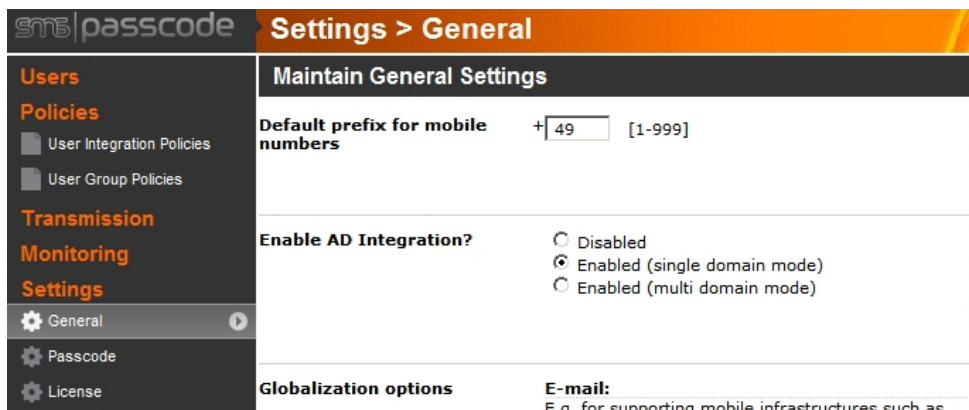 sms|passcode
Settings > General
Users
Policies
User Integration Policies
User Group Policies
Transmission
Monitoring
Settings
General
Passcode
License
Maintain General Settings
Default prefix for mobile
numbers
+ 49 [1-999]
Enable AD Integration?
Disabled
Enabled (single domain mode)
Enabled (multi domain mode)
Globalization options
E-mail:
E.g. for supporting mobile infrastructures such as